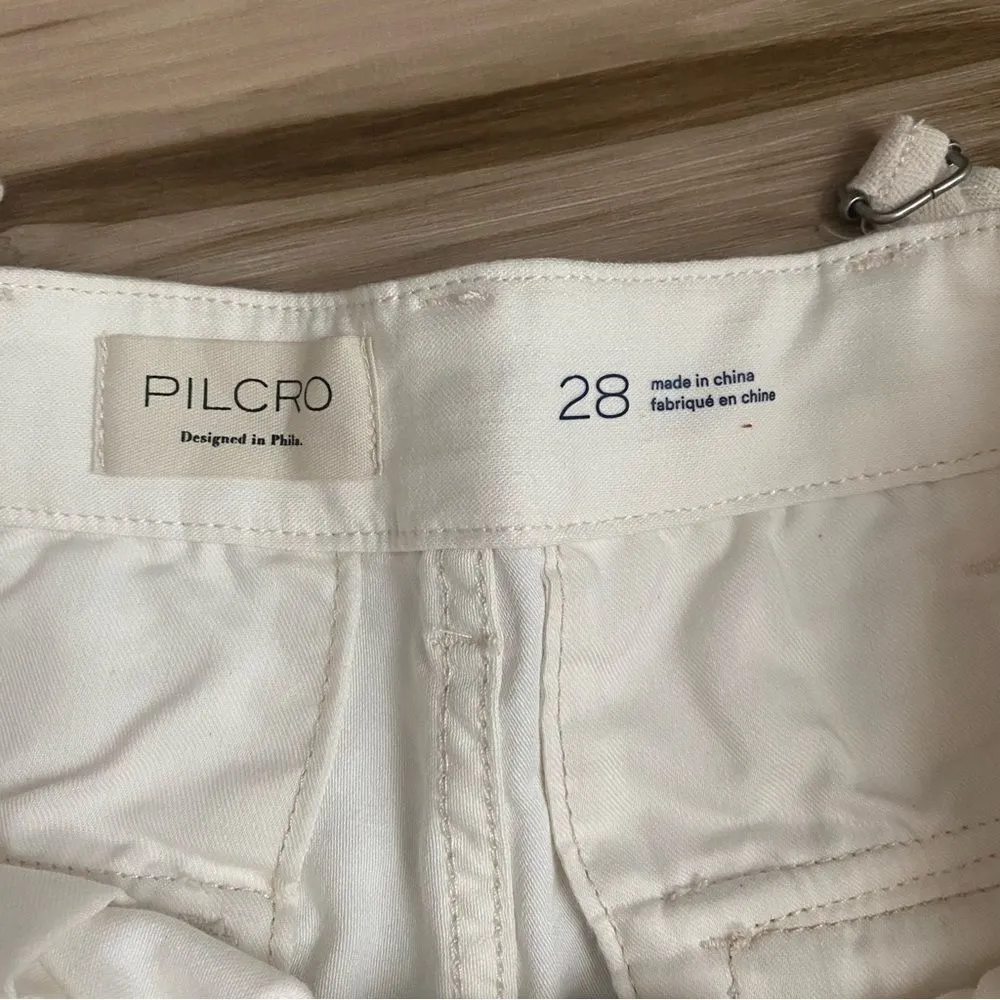 PILCRO
Designed in Phila.
28
made in china
fabriqué en chine